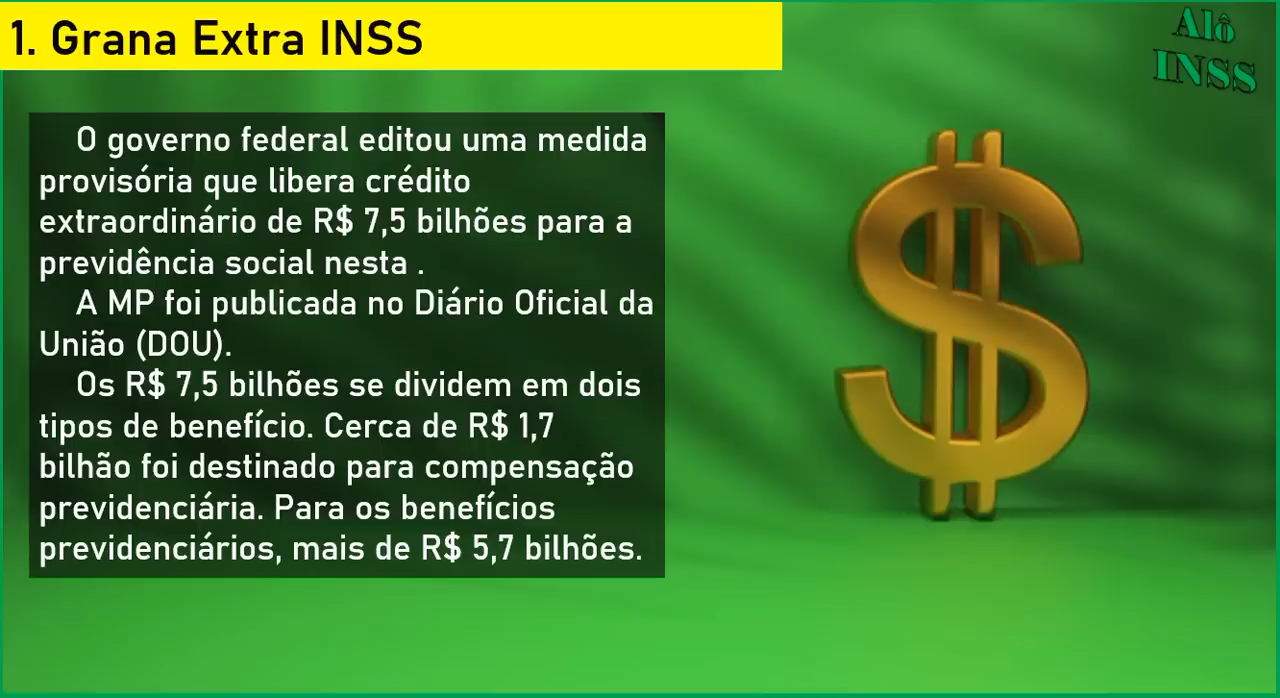 1. Grana Extra INSS
Alô
INSS
O governo federal editou uma medida
provisória que libera crédito
extraordinário de R$ 7,5 bilhões para a
previdência social nesta .
A MP foi publicada no Diário Oficial da
União (DOU).
Os R$ 7,5 bilhões se dividem em dois
tipos de benefício. Cerca de R$ 1,7
bilhão foi destinado para compensação
previdenciária. Para os benefícios
previdenciários, mais de R$ 5,7 bilhões.